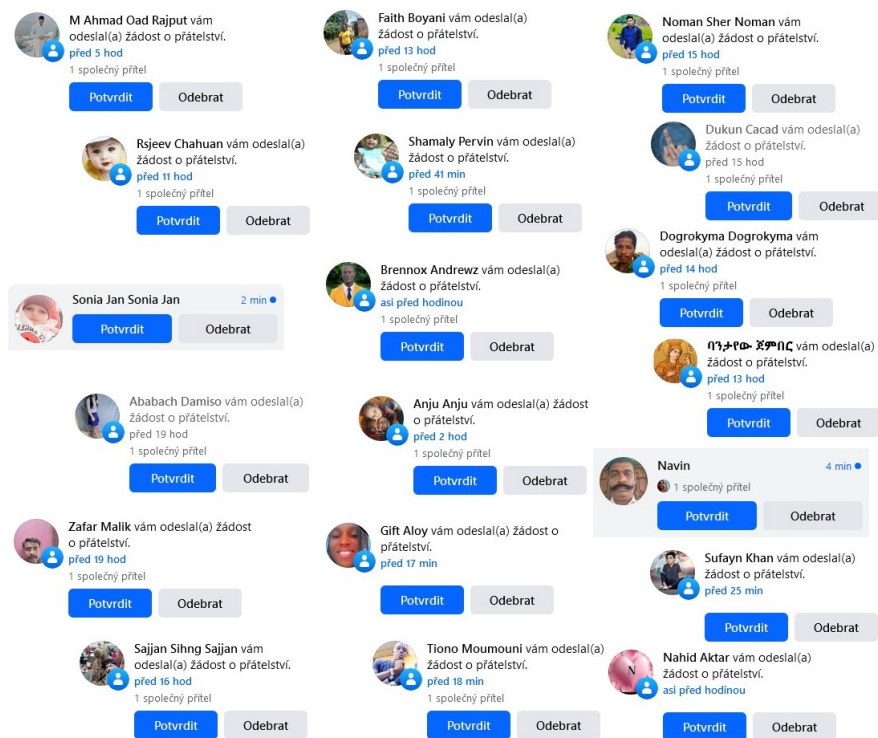 M Ahmad Oad Rajput vám
odeslal(a) žádost o přátelství.
před 5 hod
1 společný přítel
Potvrdit
Odebrat
Rsjeev Chahuan vám odeslal(a)
žádost o přátelství.
před 11 hod
1 společný přítel
Potvrdit
Odebrat
Sonia Jan Sonia Jan
2 min
Potvrdit
Odebrat
Ababach Damiso vám odeslal(a)
žádost o přátelství.
před 19 hod
1 společný přítel
Potvrdit
Odebrat
Zafar Malik vám odeslal(a) žádost
o přátelství.
před 19 hod
1 společný přítel
Potvrdit
Odebrat
Sajjan Sihng Sajjan vám
odeslal(a) žádost o přátelství.
před 16 hod
1 společný přítel
Potvrdit
Odebrat
Faith Boyani vám odeslal(a)
žádost o přátelství.
před 13 hod
1 společný přítel
Potvrdit
Odebrat
Shamaly Pervin vám odeslal(a)
žádost o přátelství.
před 41 min
1 společný přítel
Potvrdit
Odebrat
Brennox Andrewz vám odeslal(a)
žádost o přátelství.
asi před hodinou
1 společný přítel
Potvrdit
Odebrat
Anju Anju vám odeslal(a) žádost
o přátelství.
před 2 hod
1 společný přítel
Potvrdit
Odebrat
Gift Aloy vám odeslal(a) žádost o
přátelství.
před 17 min
Potvrdit
Odebrat
Tiono Moumouni vám odeslal(a)
žádost o přátelství.
před 18 min
1 společný přítel
Potvrdit
Odebrat
Noman Sher Noman vám
odeslal(a) žádost o přátelství.
před 15 hod
1 společný přítel
Potvrdit
Odebrat
Dukun Cacad vám odeslal(a)
žádost o přátelství.
před 15 hod
1 společný přítel
Potvrdit
Odebrat
Dogrokyma Dogrokyma vám
odeslal(a) žádost o přátelství.
před 14 hod
1 společný přítel
Potvrdit
Odebrat
ባንታየው ጀምበር vám odeslal(a)
žádost o přátelství.
před 13 hod
1 společný přítel
Potvrdit
Odebrat
Navin
4 min
1 společný přítel
Potvrdit
Odebrat
Sufayn Khan vám odeslal(a)
žádost o přátelství.
před 25 min
Potvrdit
Odebrat
N
Nahid Aktar vám odeslal(a)
žádost o přátelství.
asi před hodinou
Potvrdit
Odebrat